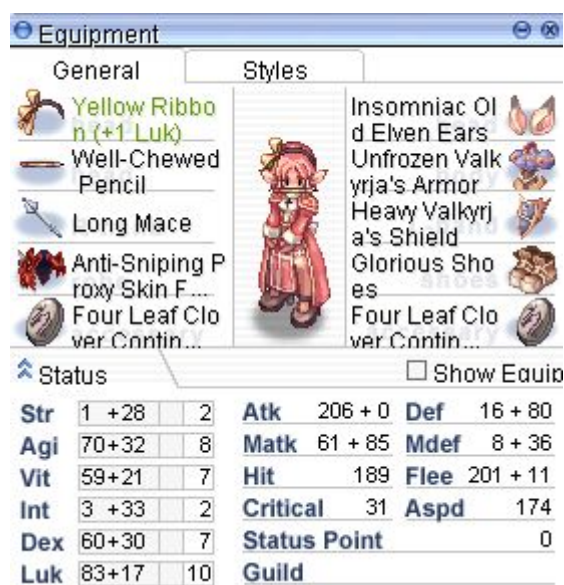 Equipment
General Styles
Yellow Ribbo
n (+1 Luk)
Insomniac Ol
d Elven Ears
Well-Chewed
Pencil
Unfrozen Valk
yrja's Armor
Long Mace
Heavy Valkyrj
a's Shield
Anti-Sniping P
roxy Skin F...
Glorious Sho
es
shoes
Four Leaf Clo
ver Contin...
accessary
Four Leaf Clo
ver Contin...
accessary
Status Show Equip
Str 1 +28 2 Atk 206 + 0 Def 16 + 80
Agi 70+32 8 Matk 61 + 85 Mdef 8 + 36
Vit 59+21 7 Hit 189 Flee 201 + 11
Int 3 +33 2 Critical 31 Aspd 174
Dex 60+30 7 Status Point 0
Luk 83+17 10 Guild